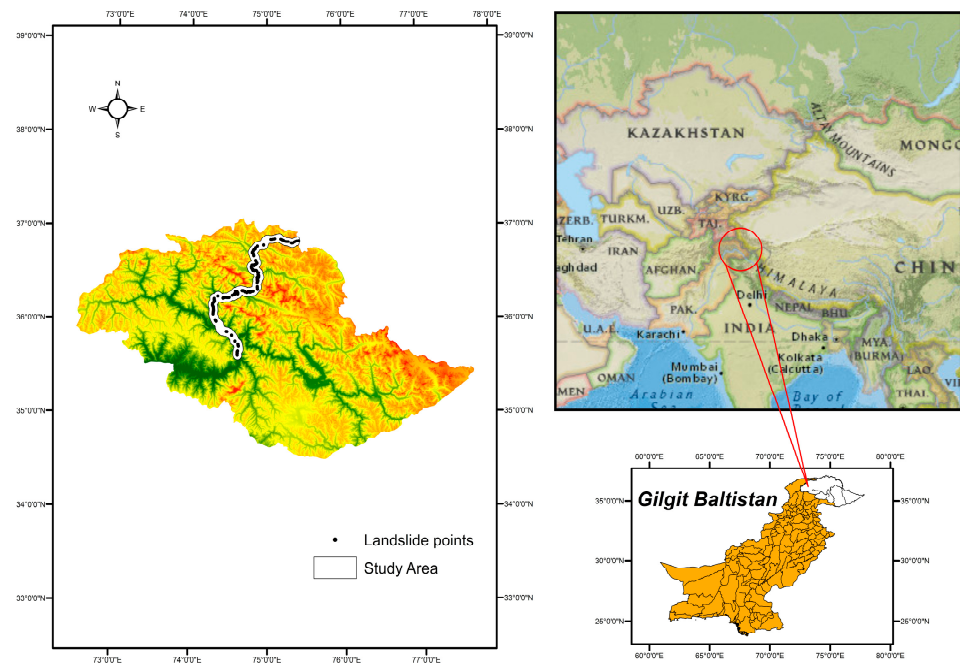 73°0'0"E 74°0'0"E 75°0'0"E 76°0'0"E 77°0'0"E 78°0'0"E
39°0'0"N 39°0'0"N
N
W E
S
38°0'0"N 38°0'0"N
37°0'0"N 37°0'0"N
36°0'0"N 36°0'0"N
35°0'0"N 35°0'0"N
34°0'0"N 34°0'0"N
33°0'0"N 33°0'0"N
Landslide points
Study Area
73°0'0"E 74°0'0"E 75°0'0"E 76°0'0"E 77°0'0"E
KAZAKHSTAN
ALTAY MOUNTAINS
MONG
KYRG.
UZB.
ZERB. TURKM.
TAJ.
Tehran
IRAN
aghdad
AFGHAN.
HIMALAYA
CHIN
Delhi
PAK.
NEPAL
BHU.
U.A.E.
Karachi
INDIA
Dhaka
MYA.
(BURMA)
Kolkata
(Calcutta)
Mumbai
(Bombay)
OMAN
MEN
LAO.
VI
THAI.
Arabian
Sea
Bay of
60°0'0"E 65°0'0"E 70°0'0"E 75°0'0"E 80°0'0"E
35°0'0"N 35°0'0"N
Gilgit Baltistan
30°0'0"N 30°0'0"N
25°0'0"N 25°0'0"N
60°0'0"E 65°0'0"E 70°0'0"E 75°0'0"E 80°0'0"E